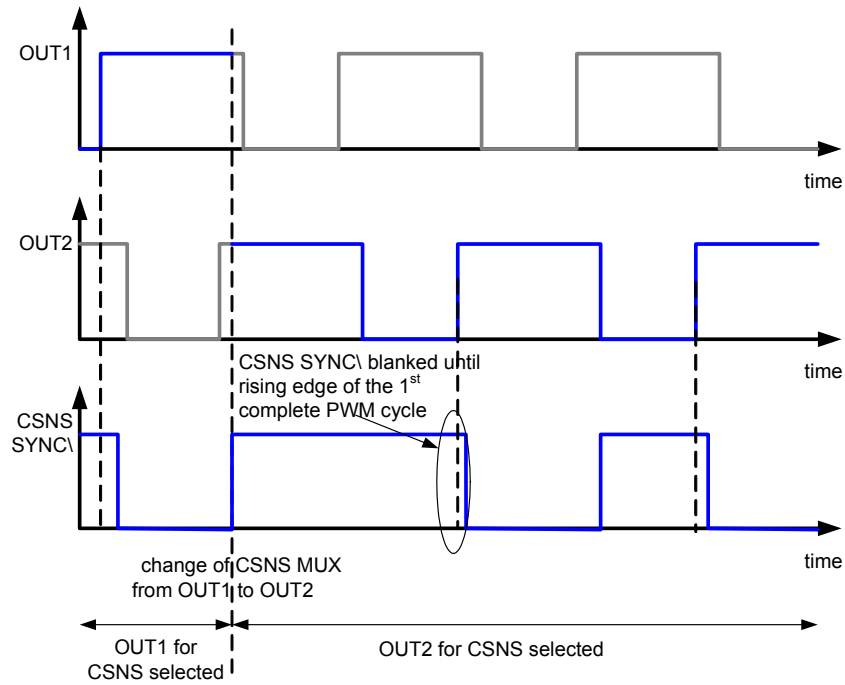 OUT1
time
OUT2
time
CSNS SYNC\ blanked until
rising edge of the 1st
complete PWM cycle
CSNS
SYNC\
time
change of CSNS MUX
from OUT1 to OUT2
OUT1 for
CSNS selected
OUT2 for CSNS selected